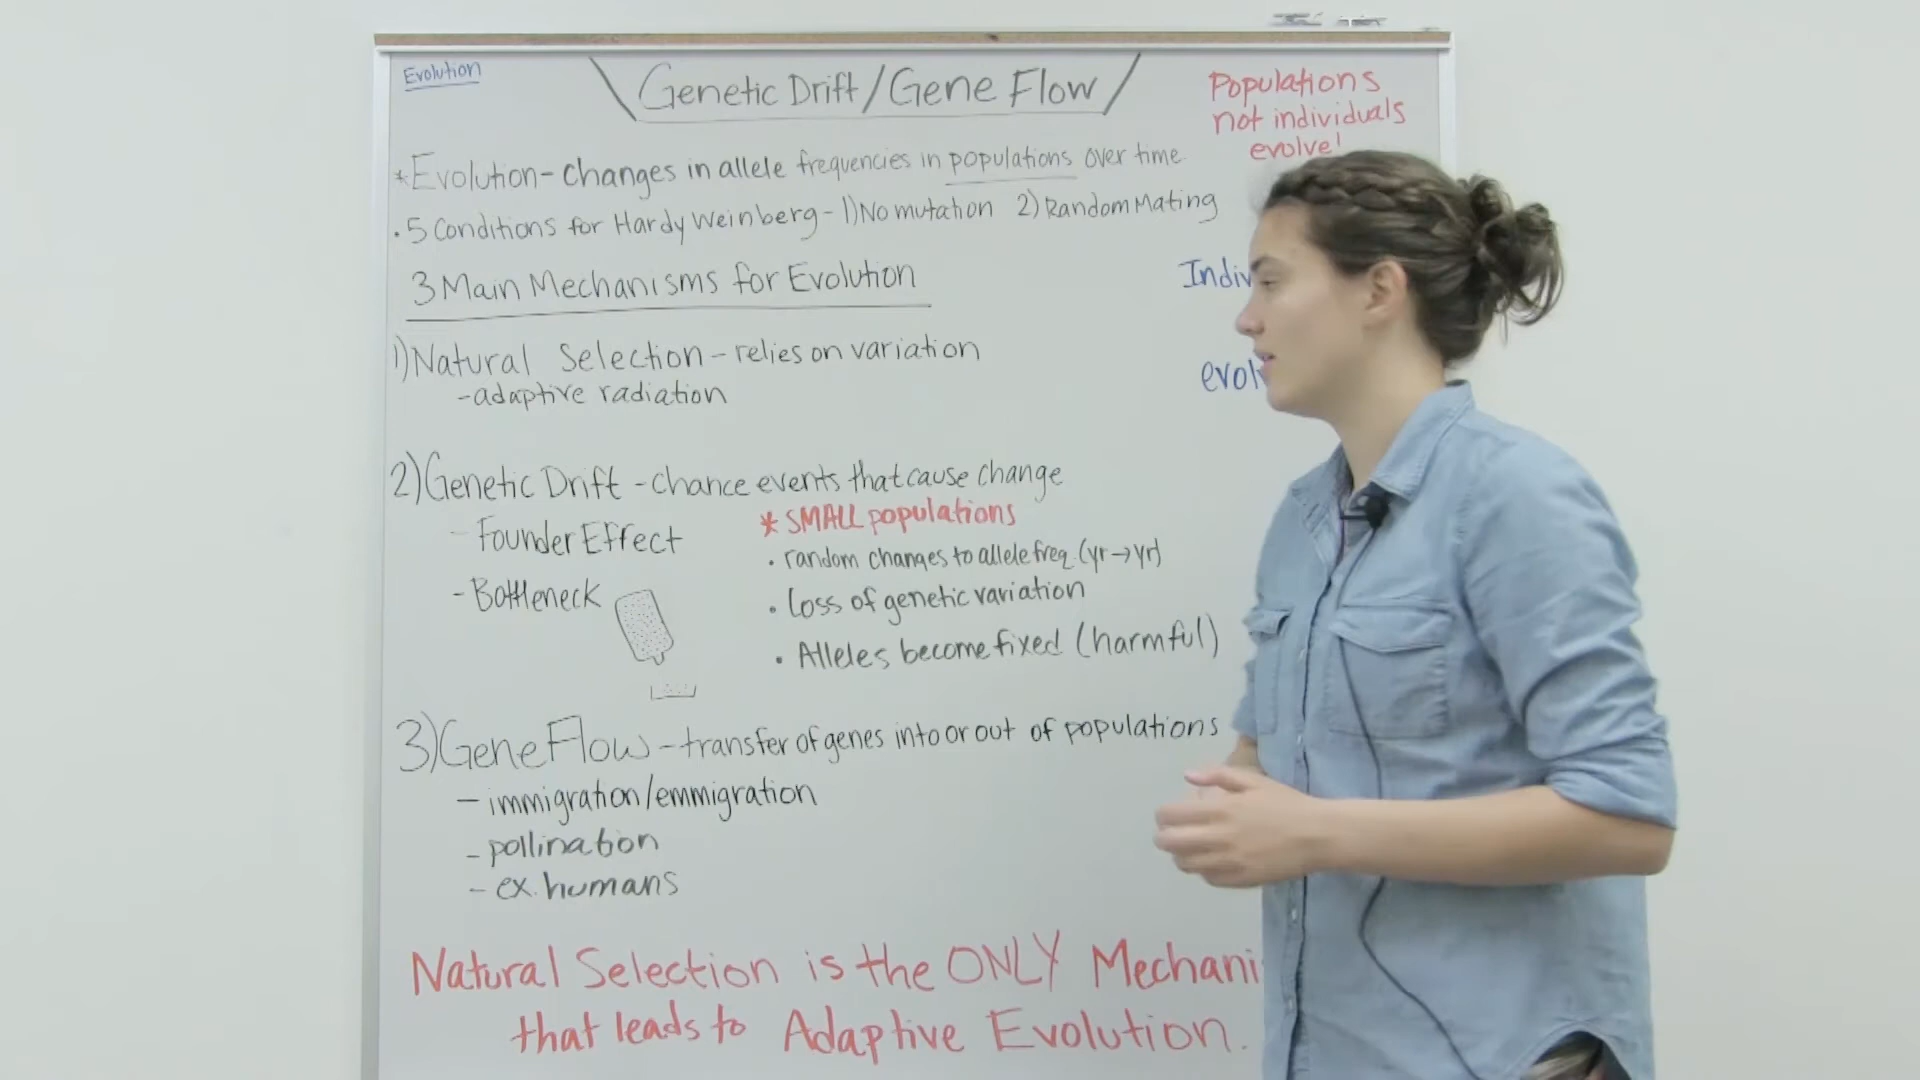 Evolution
Genetic Drift/Gene Flow
Populations
not individuals
evolve!
*Evolution-Changes in allele frequencies in populations over time
.5 Conditions for Hardy Weinberg-1)No mutation 2)Random Mating
3 Main Mechanisms for Evolution
1)Natural Selection-relies on variation
-adaptive radiation
2)Genetic Drift-chance events that cause change
- Founder Effect
- Bottleneck
* SMALL populations
• random changes to allele freq.(yr→yr)
• Loss of genetic variation
• Alleles become fixed (harmful)
3)Gene Flow-transfer of genes into or out of populations
- immigration/emmigration
- pollination
- ex. humans
Natural Selection is the ONLY
that leads to Adaptive Evolution.